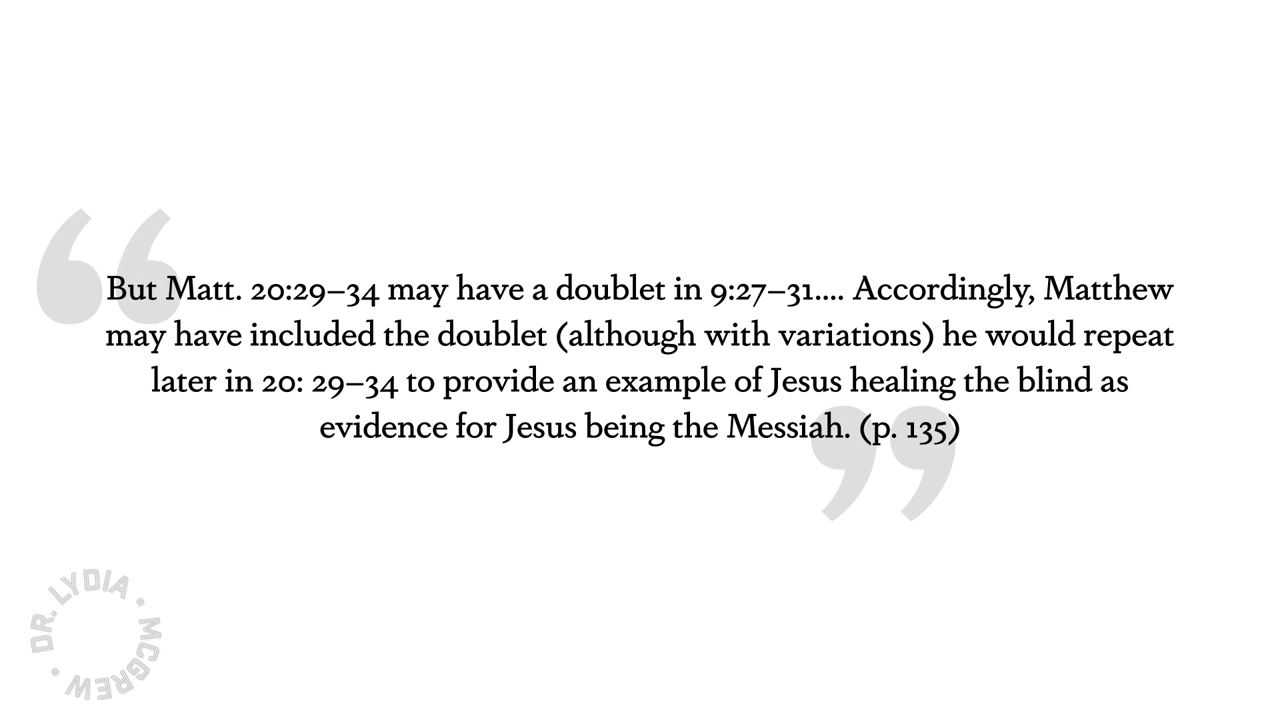 But Matt. 20:29–34 may have a doublet in 9:27–31.... Accordingly, Matthew
may have included the doublet (although with variations) he would repeat
later in 20: 29–34 to provide an example of Jesus healing the blind as
evidence for Jesus being the Messiah. (p. 135)
DR. LYDIA • MCGREW •